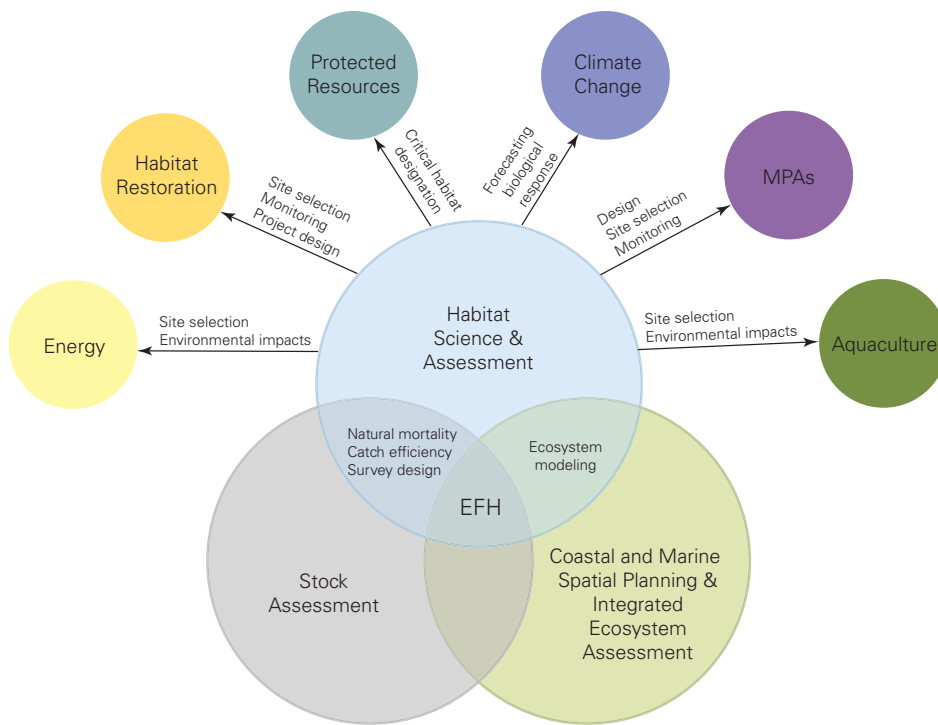 Protected
Resources
Climate
Change
Habitat
Restoration
MPAs
Energy
Aquaculture
Critical habitat
designation
Forecasting
biological
response
Site selection
Monitoring
Project design
Design
Site selection
Monitoring
Site selection
Environmental impacts
Site selection
Environmental impacts
Habitat
Science &
Assessment
Natural mortality
Catch efficiency
Survey design
Ecosystem
modeling
EFH
Stock
Assessment
Coastal and Marine
Spatial Planning &
Integrated
Ecosystem
Assessment